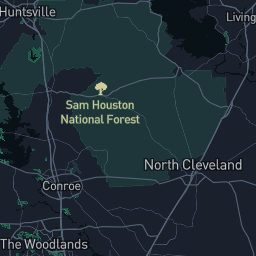 Huntsville
Living
Sam Houston
National Forest
North Cleveland
Conroe
The Woodlands